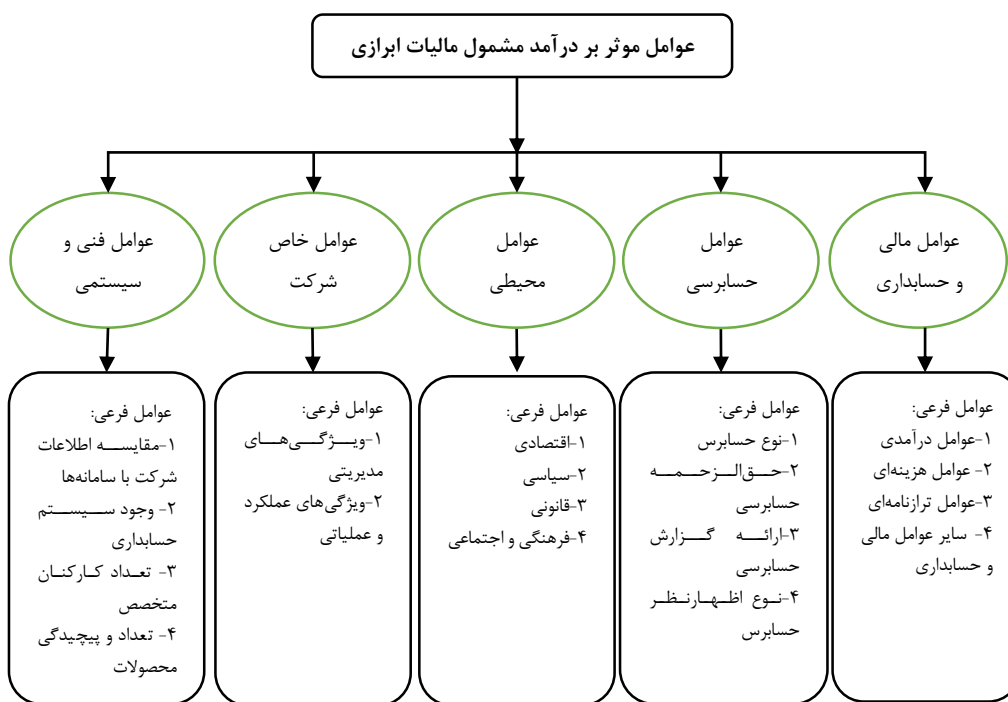 عوامل موثر بر درآمد مشمول مالیات ابرازی
عوامل مالی
و حسابداری
عوامل
حسابرسی
عوامل
محیطی
عوامل خاص
شرکت
عوامل فنی و
سیستمی
عوامل فرعی:
۱-عوامل درآمدی
۲- عوامل هزینه‌ای
۳-عوامل ترازنامه‌ای
۴- سایر عوامل مالی
و حسابداری
عوامل فرعی:
۱-نوع حسابرس
۲-حق‌الزحمه
حسابرسی
۳-ارائه گزارش
حسابرسی
۴-نوع اظهارنظر
حسابرس
عوامل فرعی:
۱-اقتصادی
۲-سیاسی
۳-قانونی
۴-فرهنگی و اجتماعی
عوامل فرعی:
۱-ویژگی‌های
مدیریتی
۲-ویژگی‌های عملکرد
و عملیاتی
عوامل فرعی:
۱-مقایسه اطلاعات
شرکت با سامانه‌ها
۲- وجود سیستم
حسابداری
۳- تعداد کارکنان
متخصص
۴- تعداد و پیچیدگی
محصولات